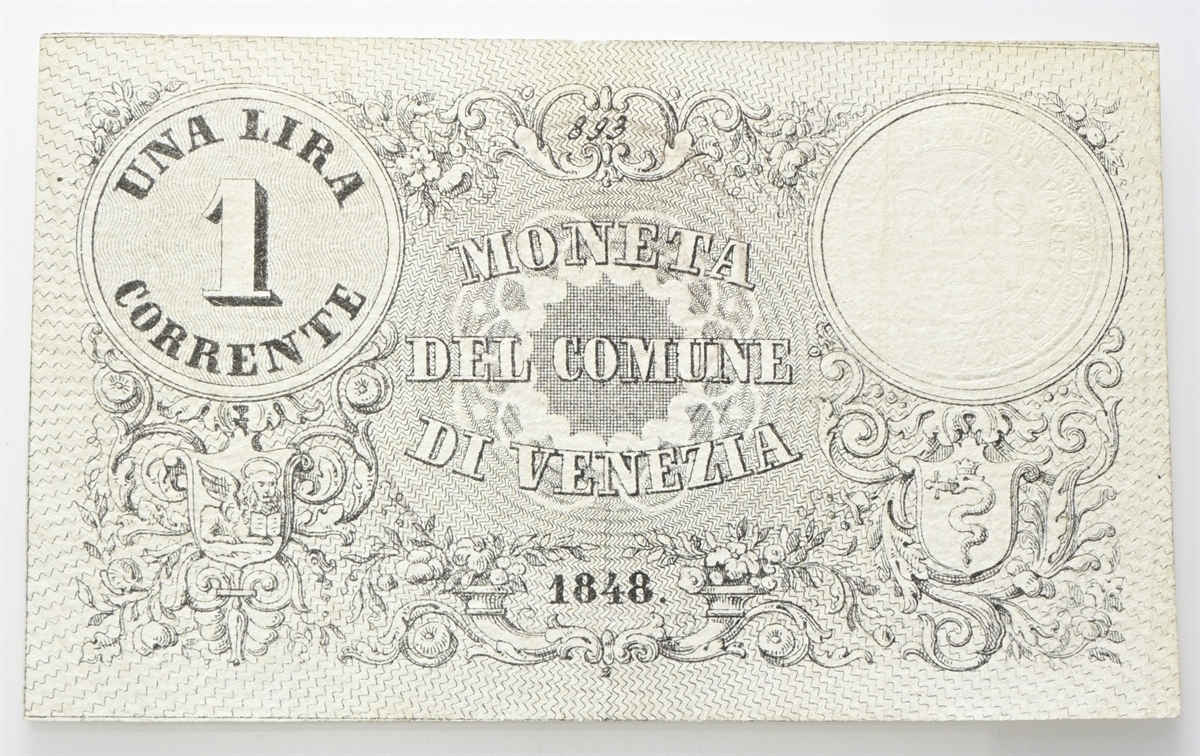 UNA LIRA
1
CORRENTE
893
MONETA
DEL COMUNE
DI VENEZIA
1848.